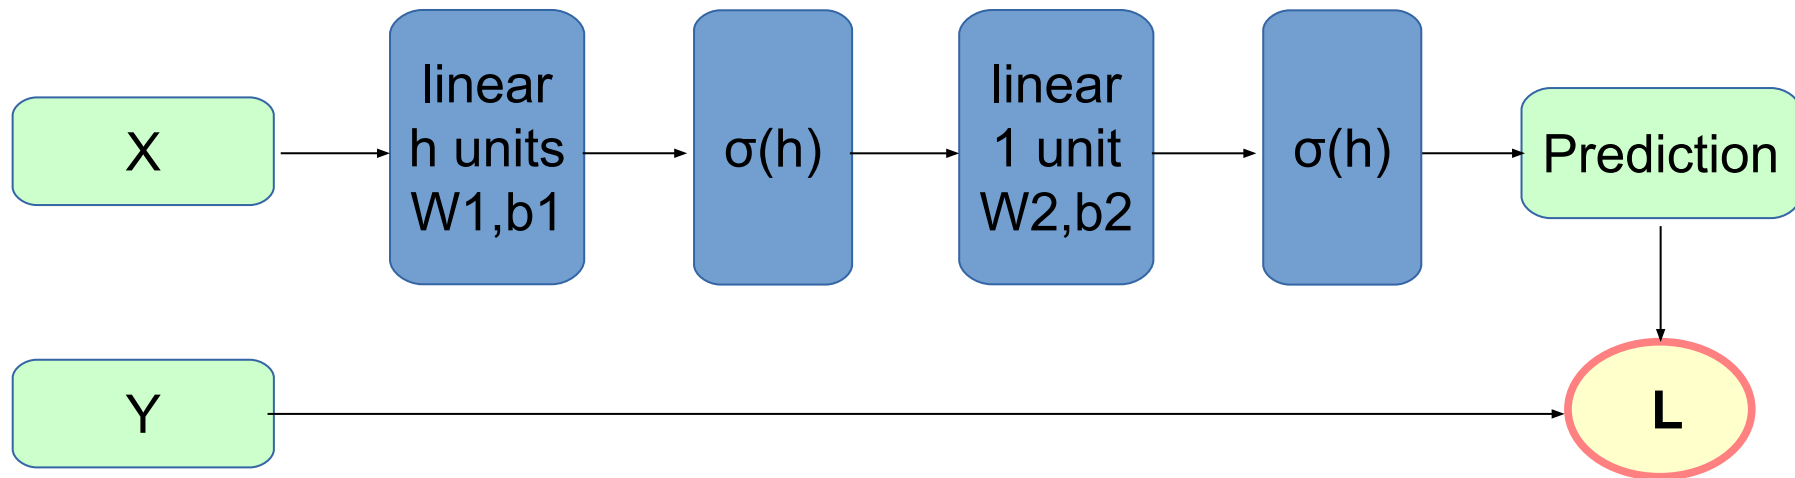 X
linear
h units
W1,b1
σ(h)
linear
1 unit
W2,b2
σ(h)
Prediction
Y
L